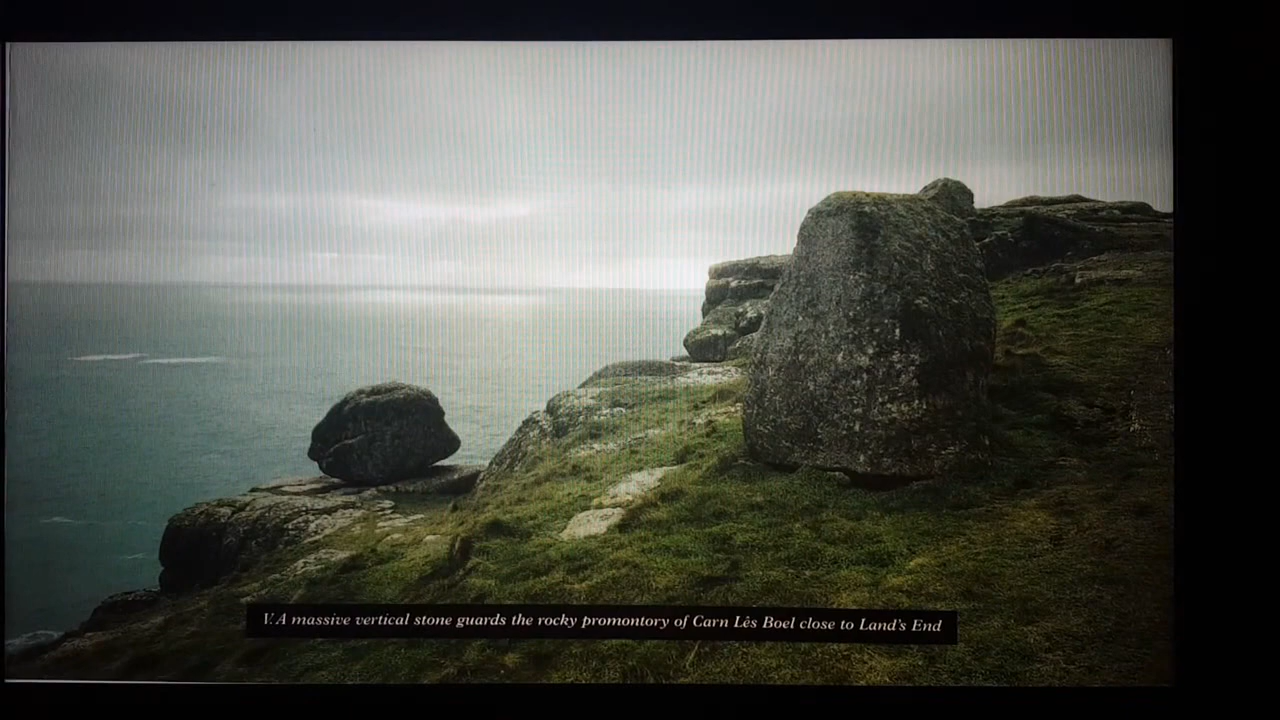 V. A massive vertical stone guards the rocky promontory of Carn Lês Boel close to Land's End